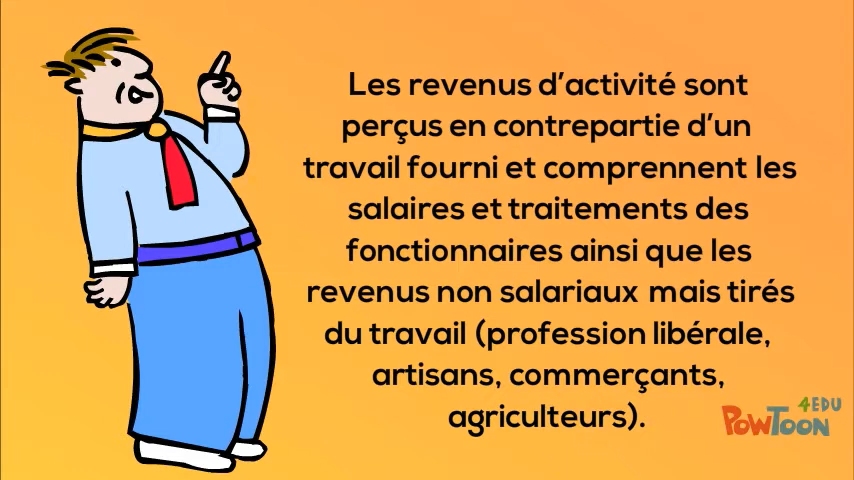 Les revenus d'activité sont
perçus en contrepartie d'un
travail fourni et comprennent les
salaires et traitements des
fonctionnaires ainsi que les
revenus non salariaux mais tirés
du travail (profession libérale,
artisans, commerçants,
agriculteurs).
4EDU
PowToon